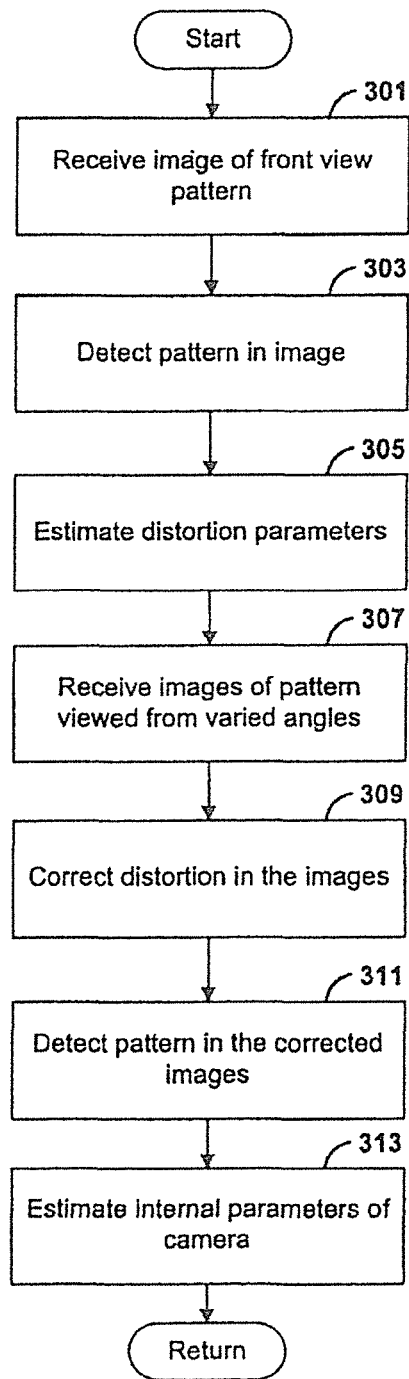 Start
301
Receive image of front view
pattern
303
Detect pattern in image
305
Estimate distortion parameters
307
Receive images of pattern
viewed from varied angles
309
Correct distortion in the images
311
Detect pattern in the corrected
images
313
Estimate internal parameters of
camera
Return